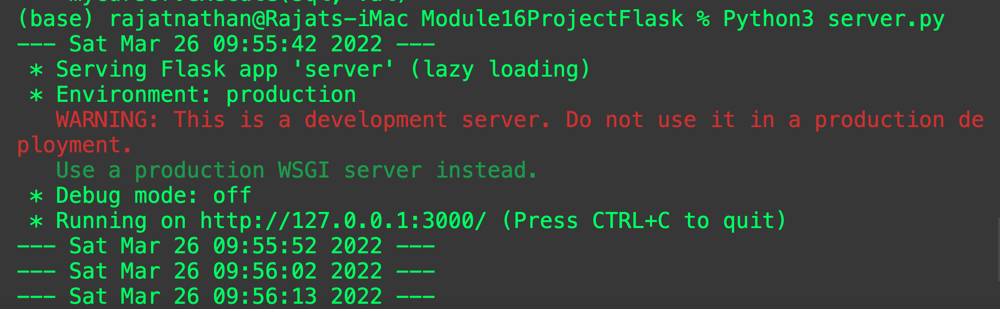 (base) rajatnathan@Rajats-iMac Module16ProjectFlask % Python3 server.py
--- Sat Mar 26 09:55:42 2022 ---
 * Serving Flask app 'server' (lazy loading)
 * Environment: production
   WARNING: This is a development server. Do not use it in a production de
ployment.
   Use a production WSGI server instead.
 * Debug mode: off
 * Running on http://127.0.0.1:3000/ (Press CTRL+C to quit)
--- Sat Mar 26 09:55:52 2022 ---
--- Sat Mar 26 09:56:02 2022 ---
--- Sat Mar 26 09:56:13 2022 ---